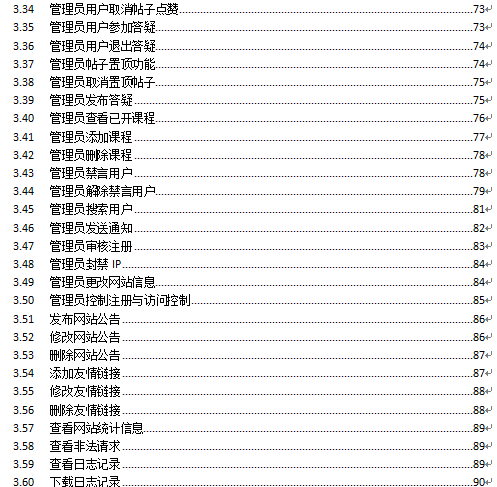 3.34 管理员用户取消帖子点赞 73
3.35 管理员用户参加答疑 73
3.36 管理员用户退出答疑 74
3.37 管理员帖子置顶功能 74
3.38 管理员取消置顶帖子 75
3.39 管理员发布答疑 75
3.40 管理员查看已开课程 76
3.41 管理员添加课程 77
3.42 管理员删除课程 78
3.43 管理员禁言用户 78
3.44 管理员解除禁言用户 79
3.45 管理员搜索用户 81
3.46 管理员发送通知 82
3.47 管理员审核注册 83
3.48 管理员封禁 IP 84
3.49 管理员更改网站信息 84
3.50 管理员控制注册与访问控制 85
3.51 发布网站公告 86
3.52 修改网站公告 86
3.53 删除网站公告 87
3.54 添加友情链接 87
3.55 修改友情链接 88
3.56 删除友情链接 88
3.57 查看网站统计信息 89
3.58 查看非法请求 89
3.59 查看日志记录 89
3.60 下载日志记录 90